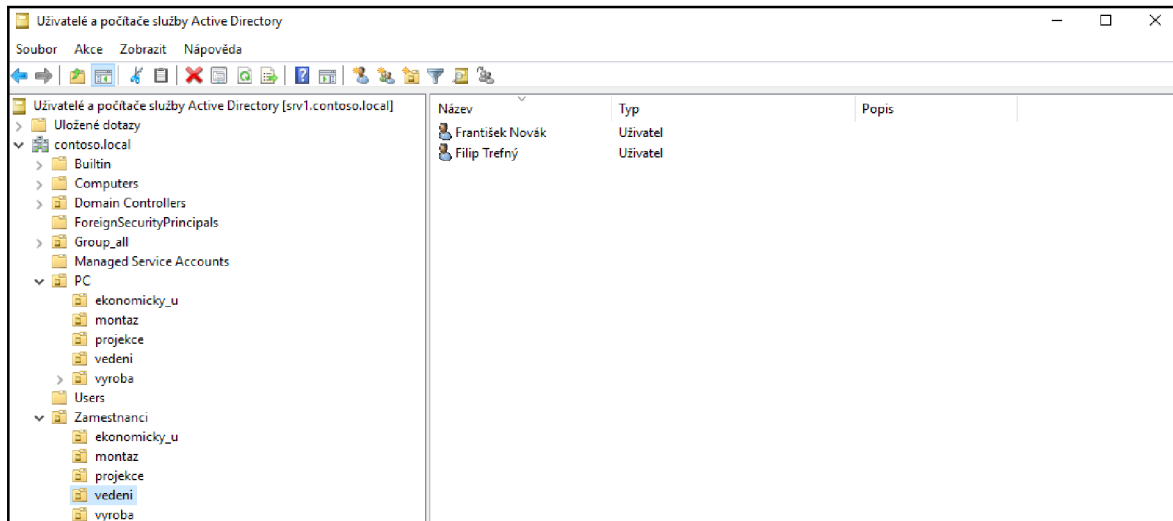 Uživatelé a počítače služby Active Directory
Soubor Akce Zobrazit Nápověda
Uživatelé a počítače služby Active Directory [srv1.contoso.local]
Uložené dotazy
contoso.local
Builtin
Computers
Domain Controllers
ForeignSecurityPrincipals
Group_all
Managed Service Accounts
PC
ekonomicky_u
montaz
projekce
vedeni
vyroba
Users
Zamestnanci
ekonomicky_u
montaz
projekce
vedeni
vyroba
Název Typ Popis
František Novák Uživatel
Filip Trefný Uživatel